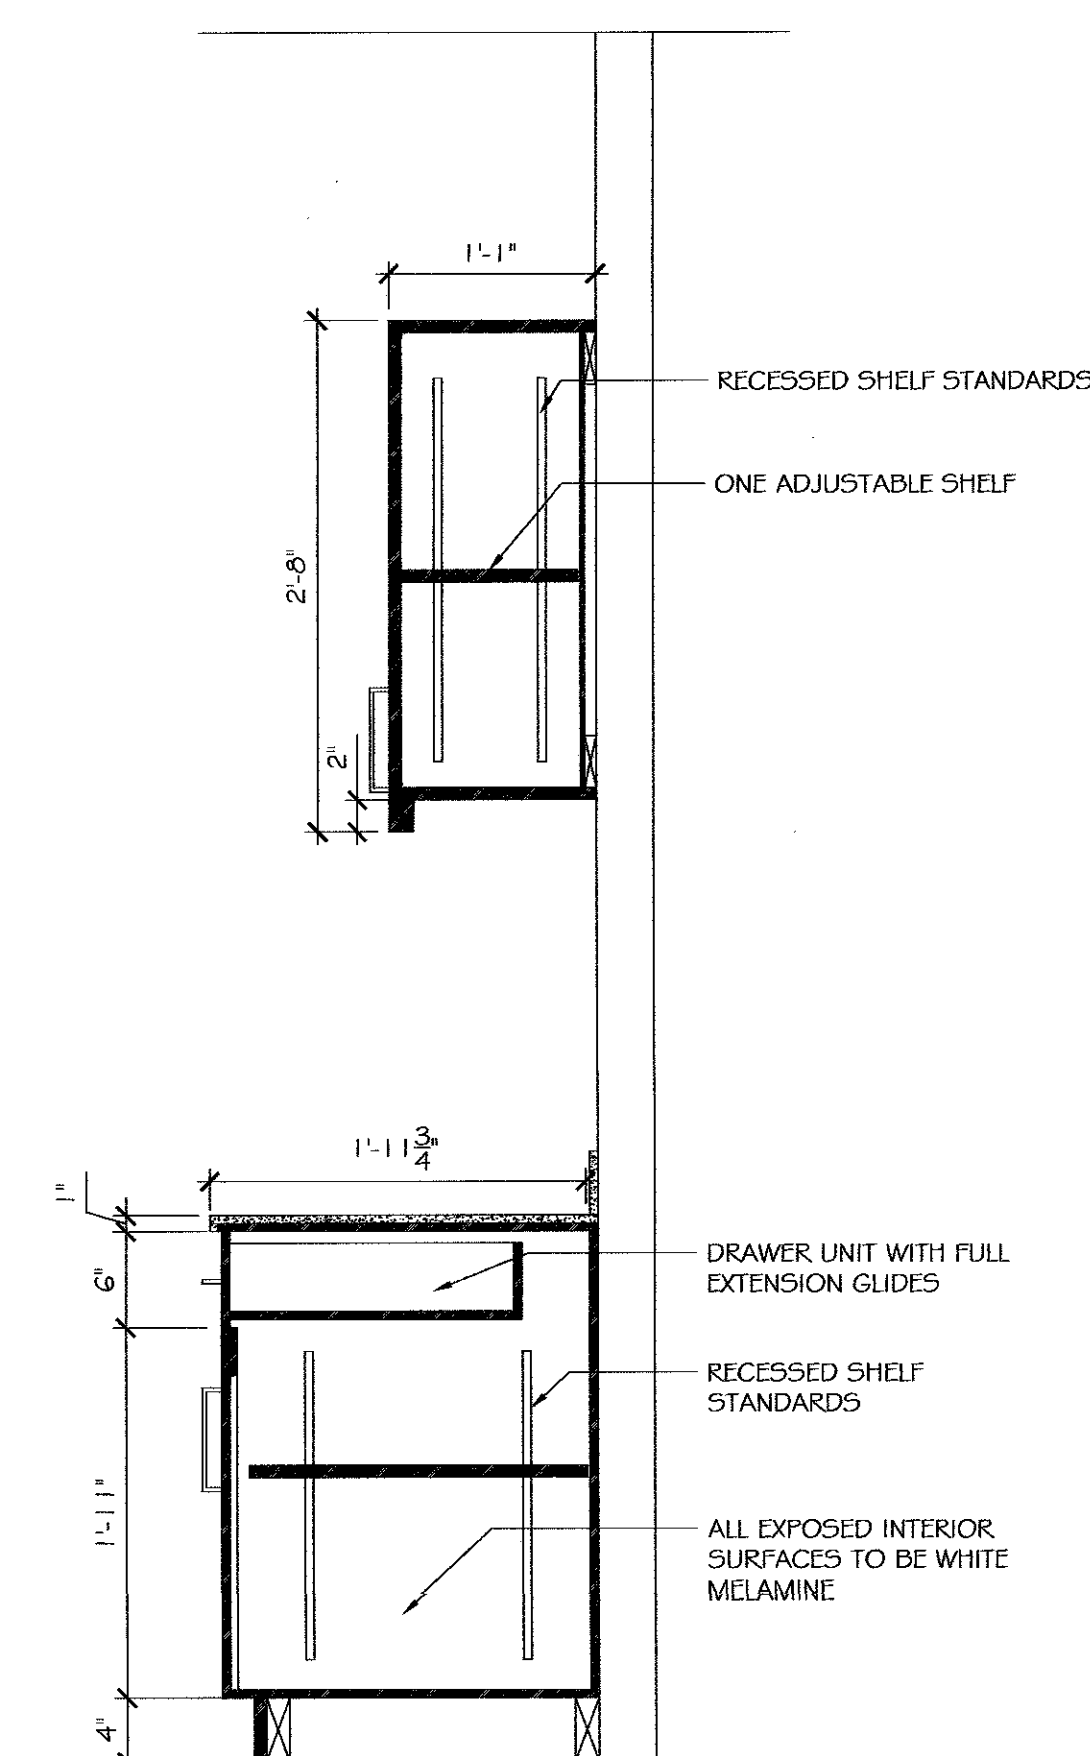 1'-1"
RECESSED SHELF STANDARDS
ONE ADJUSTABLE SHELF
2'-8"
2"
1'-11 3/4"
1"
DRAWER UNIT WITH FULL
EXTENSION GLIDES
6"
RECESSED SHELF
STANDARDS
1'-11"
ALL EXPOSED INTERIOR
SURFACES TO BE WHITE
MELAMINE
4"